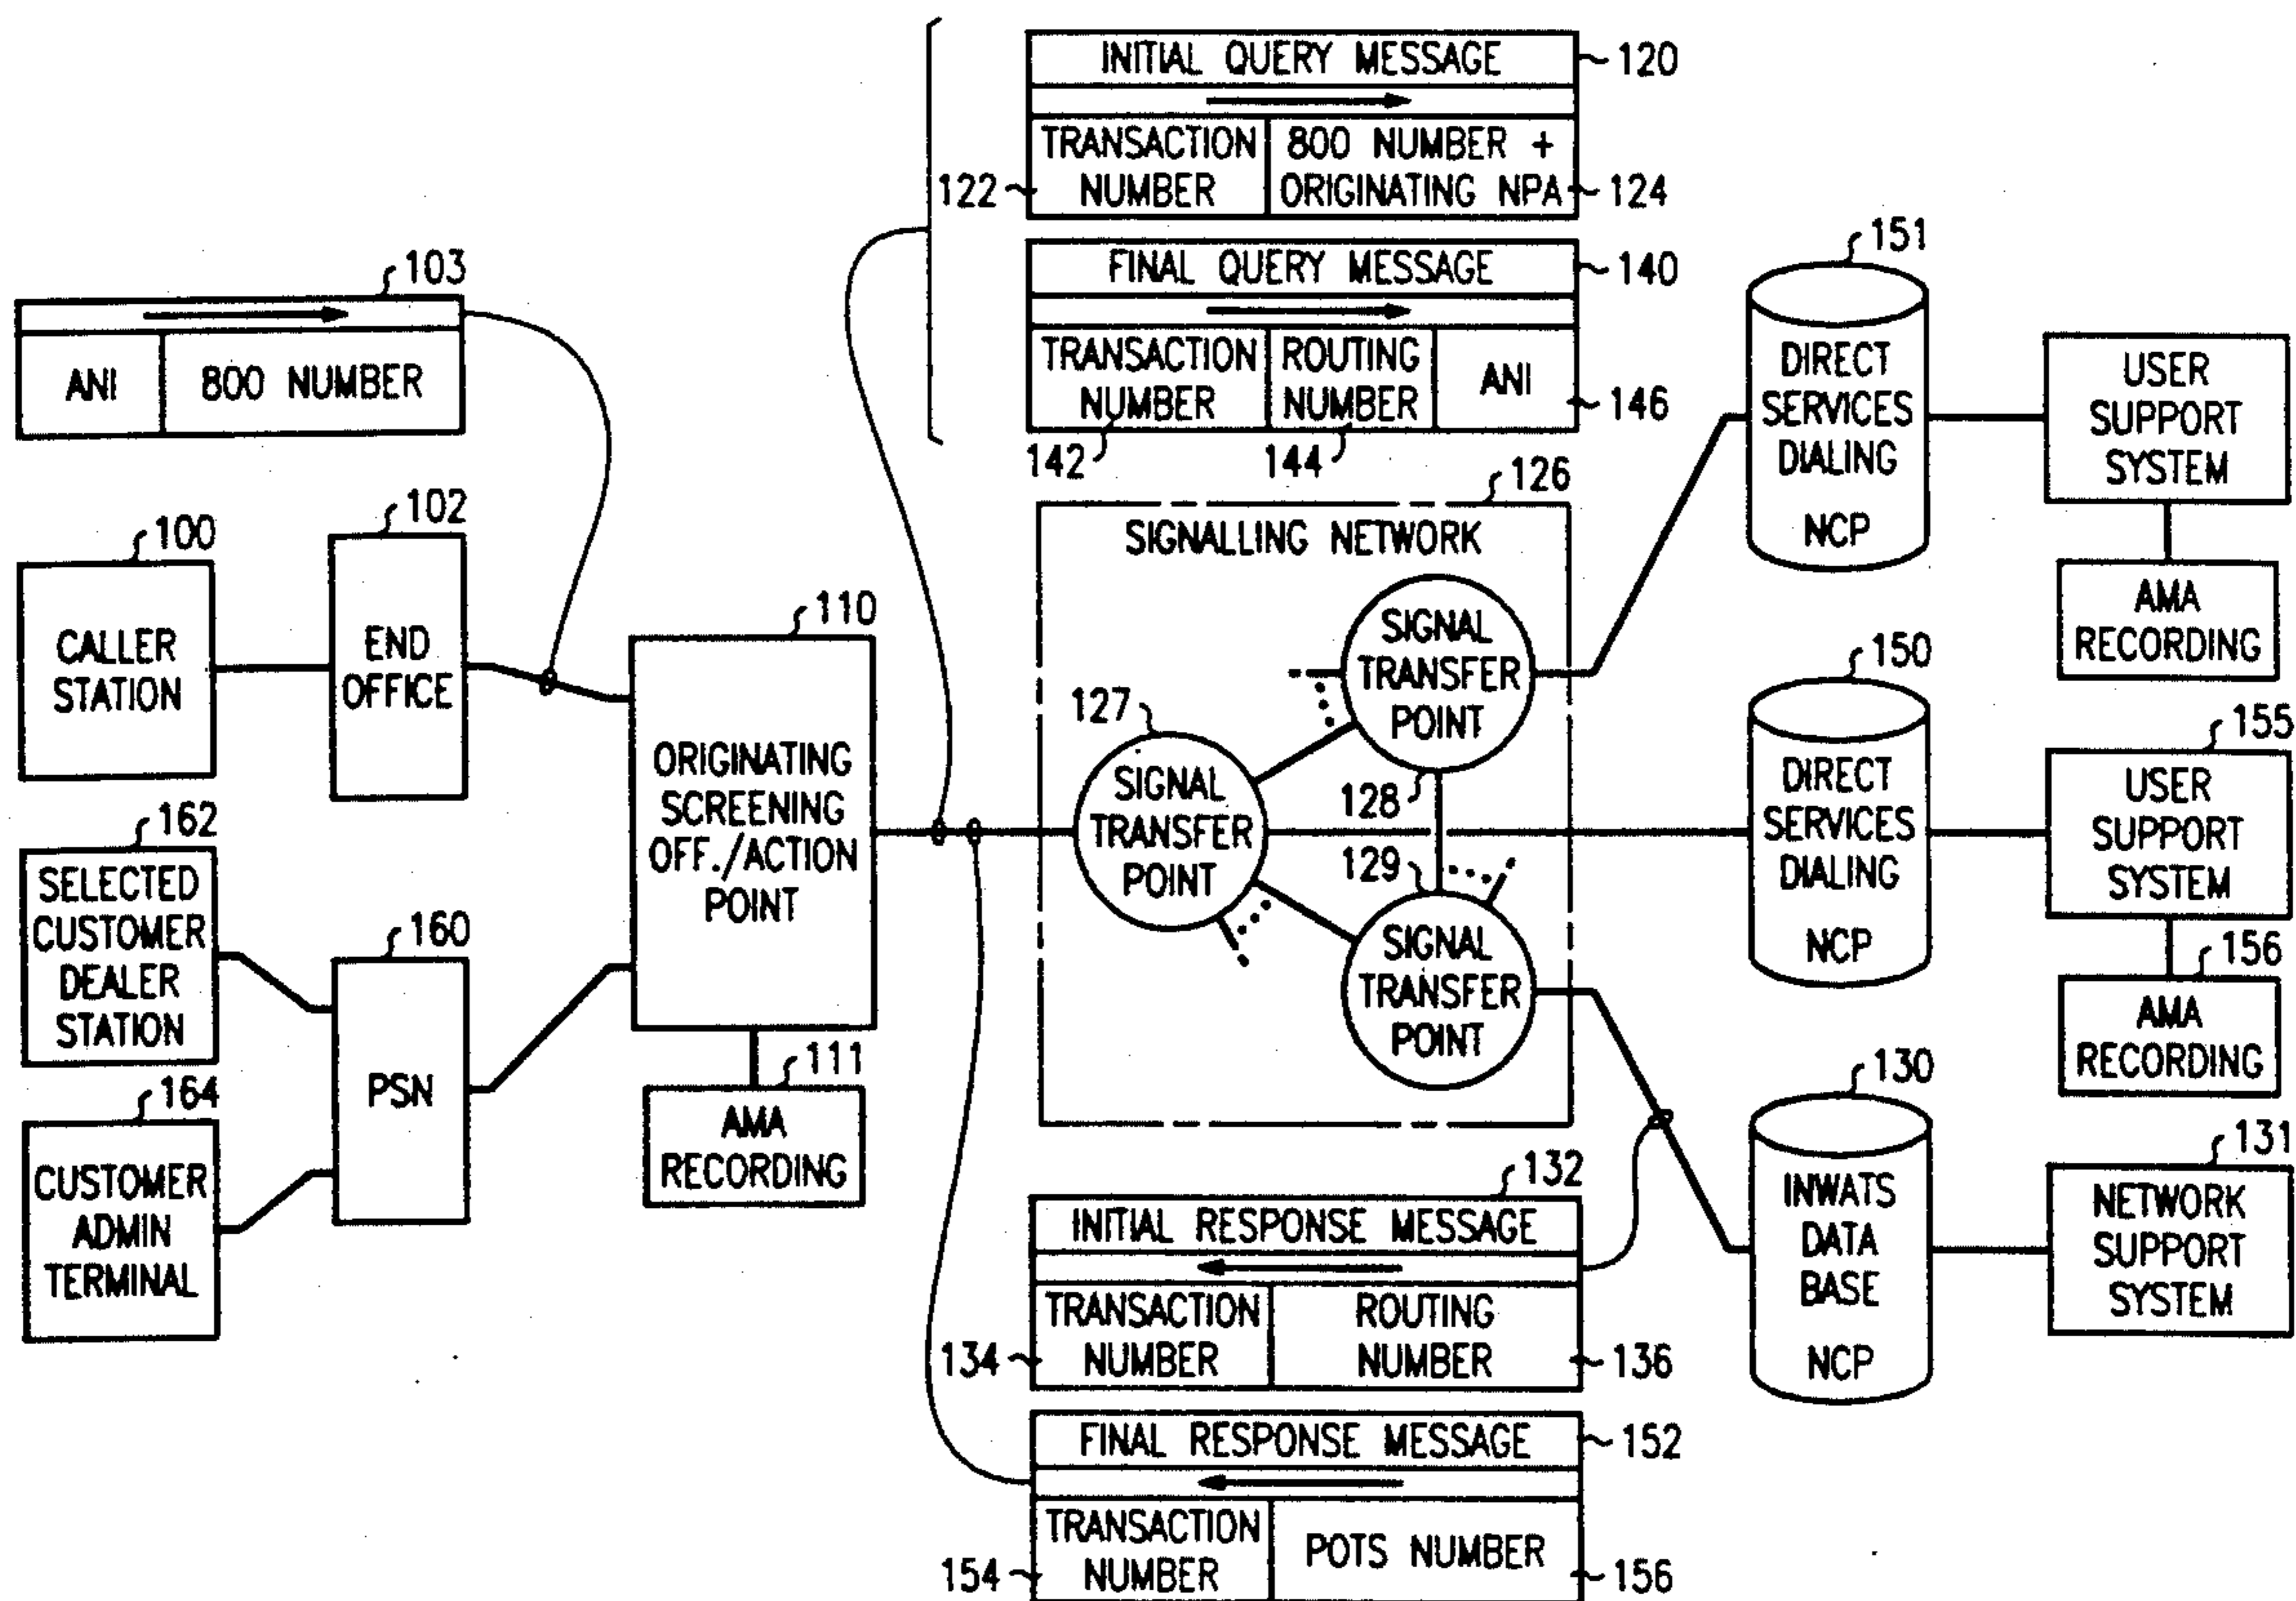 INITIAL QUERY MESSAGE
120
TRANSACTION
NUMBER
122
800 NUMBER +
ORIGINATING NPA
124
FINAL QUERY MESSAGE
140
TRANSACTION
NUMBER
142
ROUTING
NUMBER
144
ANI
146
103
ANI
800 NUMBER
100
CALLER
STATION
102
END
OFFICE
162
SELECTED
CUSTOMER
DEALER
STATION
164
CUSTOMER
ADMIN
TERMINAL
160
PSN
110
ORIGINATING
SCREENING
OFF./ACTION
POINT
111
AMA
RECORDING
126
SIGNALLING NETWORK
127
SIGNAL
TRANSFER
POINT
SIGNAL
TRANSFER
POINT
128
129
SIGNAL
TRANSFER
POINT
151
DIRECT
SERVICES
DIALING
NCP
USER
SUPPORT
SYSTEM
AMA
RECORDING
150
DIRECT
SERVICES
DIALING
NCP
155
USER
SUPPORT
SYSTEM
156
AMA
RECORDING
130
INWATS
DATA
BASE
NCP
131
NETWORK
SUPPORT
SYSTEM
132
INITIAL RESPONSE MESSAGE
TRANSACTION
NUMBER
134
ROUTING
NUMBER
136
FINAL RESPONSE MESSAGE
152
TRANSACTION
NUMBER
154
POTS NUMBER
156